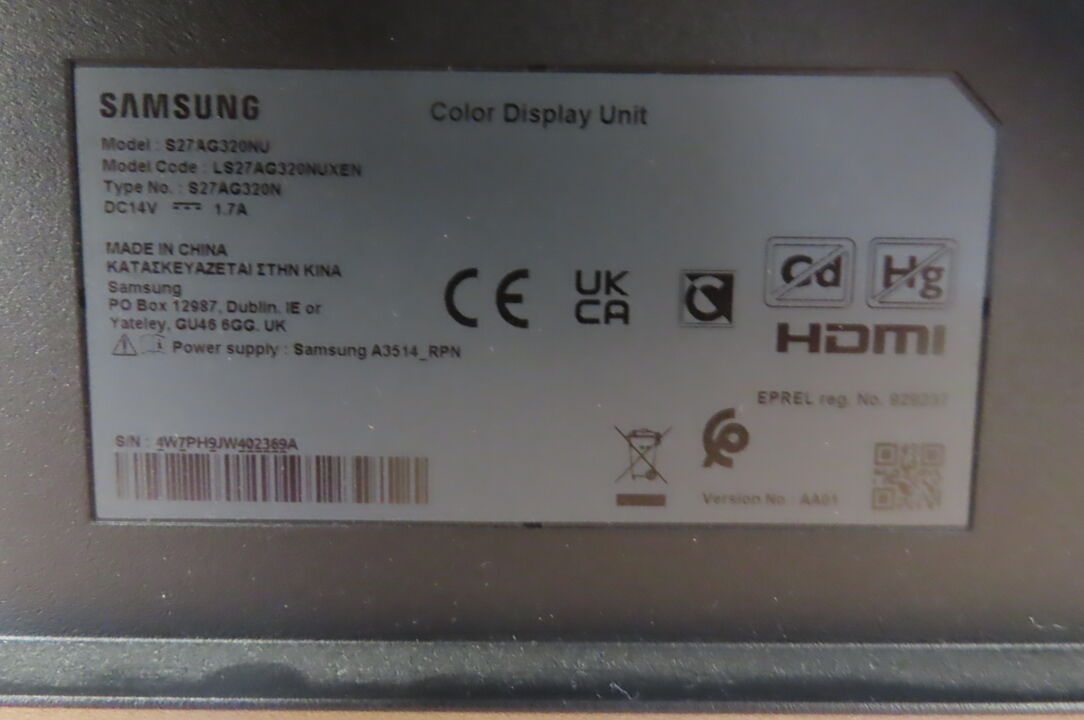 SAMSUNG
Color Display Unit
Model : S27AG320NU
Model Code : LS27AG320NUXEN
Type No. : S27AG320N
DC14V ⎓ 1.7A
MADE IN CHINA
ΚΑΤΑΣΚΕΥΑΖΕΤΑΙ ΣΤΗΝ ΚΙΝΑ
Samsung
PO Box 12987, Dublin. IE or
Yateley, GU46 6GG. UK
Power supply : Samsung A3514_RPN
CE
UK
CA
Cd
Hg
HDMI
EPREL reg. No.
S/N : 4W7PH9JW402369A
Version No AA01